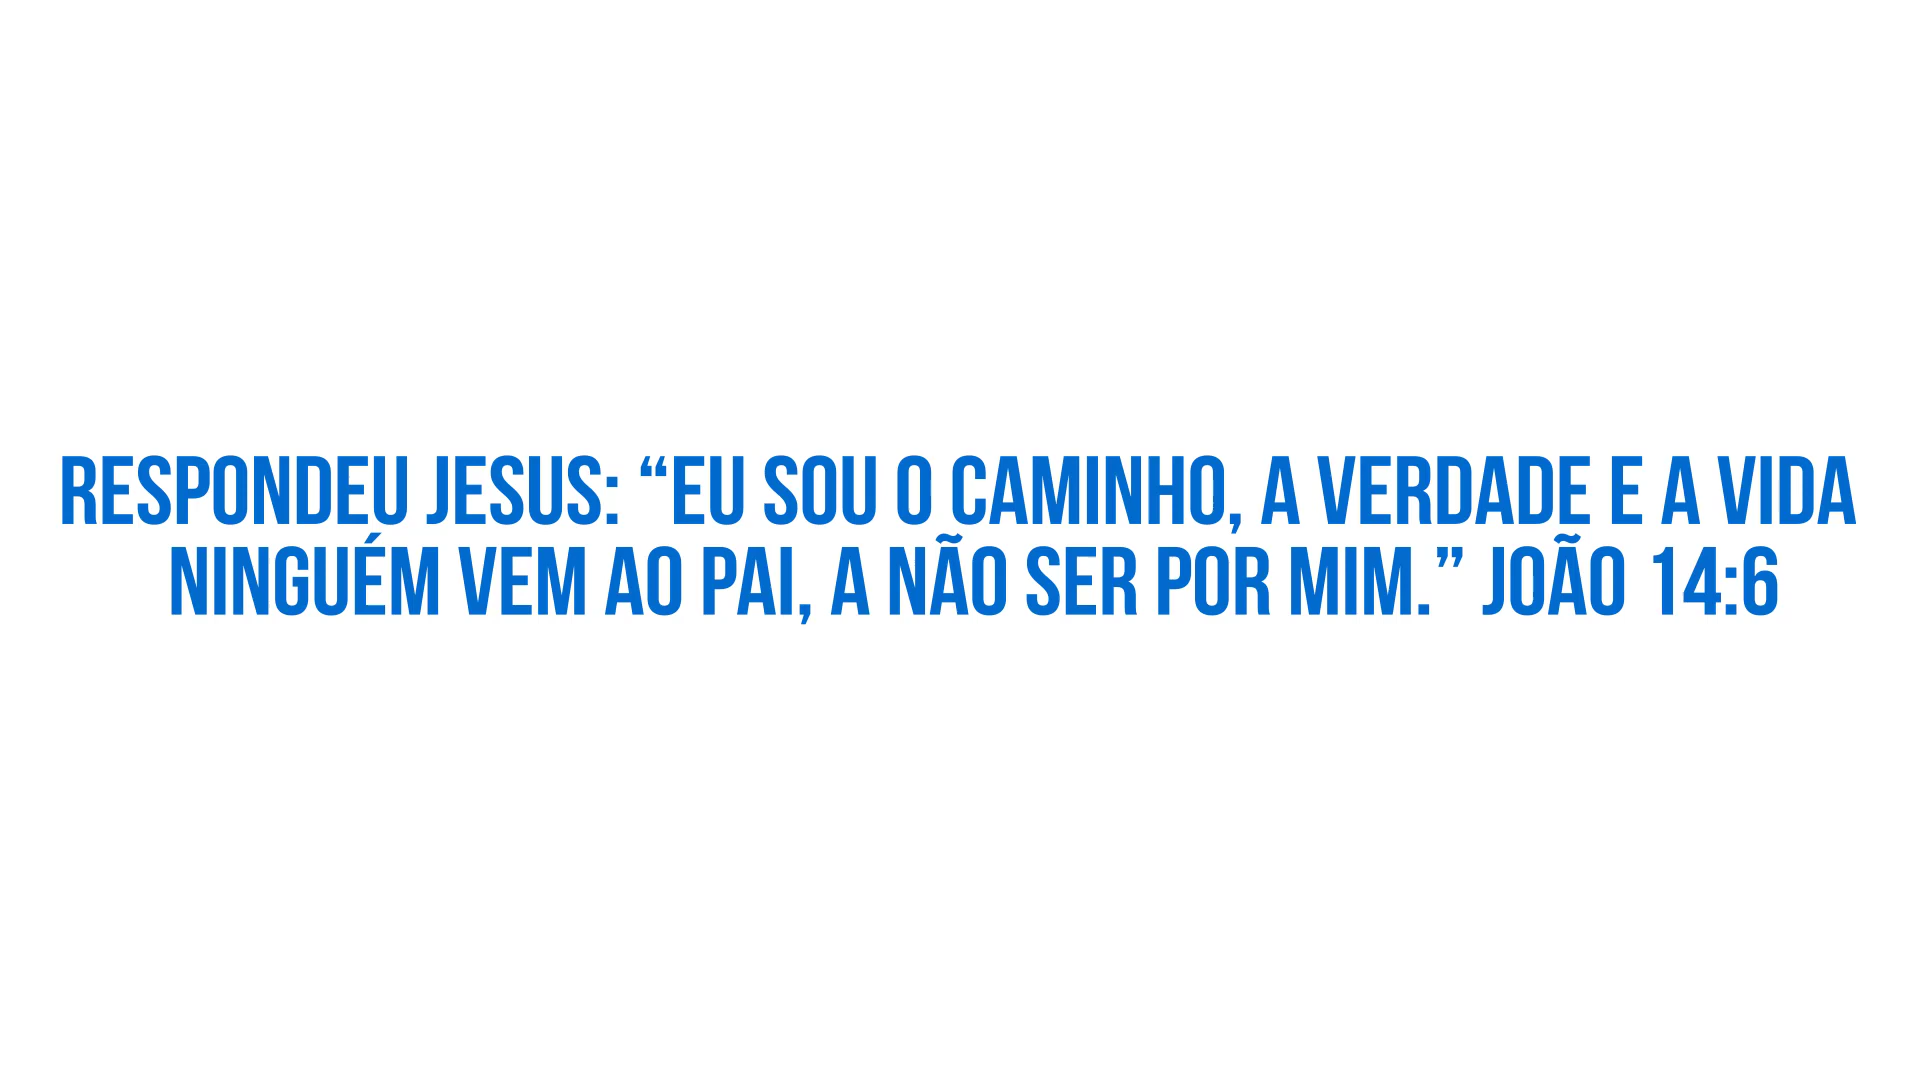 RESPONDEU JESUS: “EU SOU O CAMINHO, A VERDADE E A VIDA
NINGUÉM VEM AO PAI, A NÃO SER POR MIM.” JOÃO 14:6